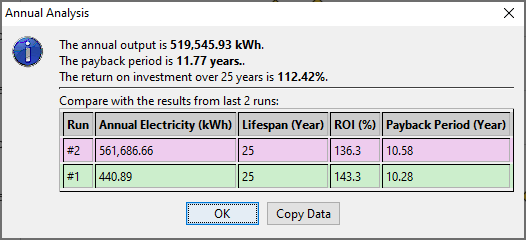 Annual Analysis
The annual output is 519,545.93 kWh.
The payback period is 11.77 years..
The return on investment over 25 years is 112.42%.
Compare with the results from last 2 runs:
Run Annual Electricity (kWh) Lifespan (Year) ROI (%) Payback Period (Year)
#2 561,686.66 25 136.3 10.58
#1 440.89 25 143.3 10.28
OK Copy Data